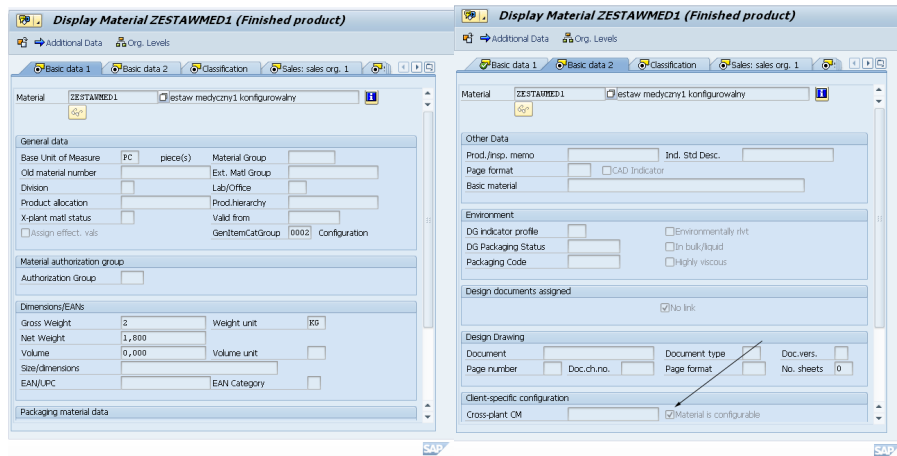 Display Material ZESTAWMED1 (Finished product)
Additional Data Org. Levels
Basic data 1 Basic data 2 Classification Sales: sales org. 1
Material ZESTAWMED1 estaw medyczny1 konfigurowalny
General data
Base Unit of Measure PC piece(s) Material Group
Old material number Ext. Matl Group
Division Lab/Office
Product allocation Prod.hierarchy
X-plant matl status Valid from
Assign effect. vals GenItemCatGroup 0002 Configuration
Material authorization group
Authorization Group
Dimensions/EANs
Gross Weight 2 Weight unit KG
Net Weight 1,800
Volume 0,000 Volume unit
Size/dimensions
EAN/UPC EAN Category
Packaging material data
SAP
Display Material ZESTAWMED1 (Finished product)
Additional Data Org. Levels
Basic data 1 Basic data 2 Classification Sales: sales org. 1
Material ZESTAWMED1 estaw medyczny1 konfigurowalny
Other Data
Prod./insp. memo Ind. Std Desc.
Page format CAD Indicator
Basic material
Environment
DG indicator profile Environmentally rlvt
DG Packaging Status In bulk/liquid
Packaging Code Highly viscous
Design documents assigned
No link
Design Drawing
Document Document type Doc.vers.
Page number Doc.ch.no. Page format No. sheets 0
Client-specific configuration
Cross-plant CM Material is configurable
SAP